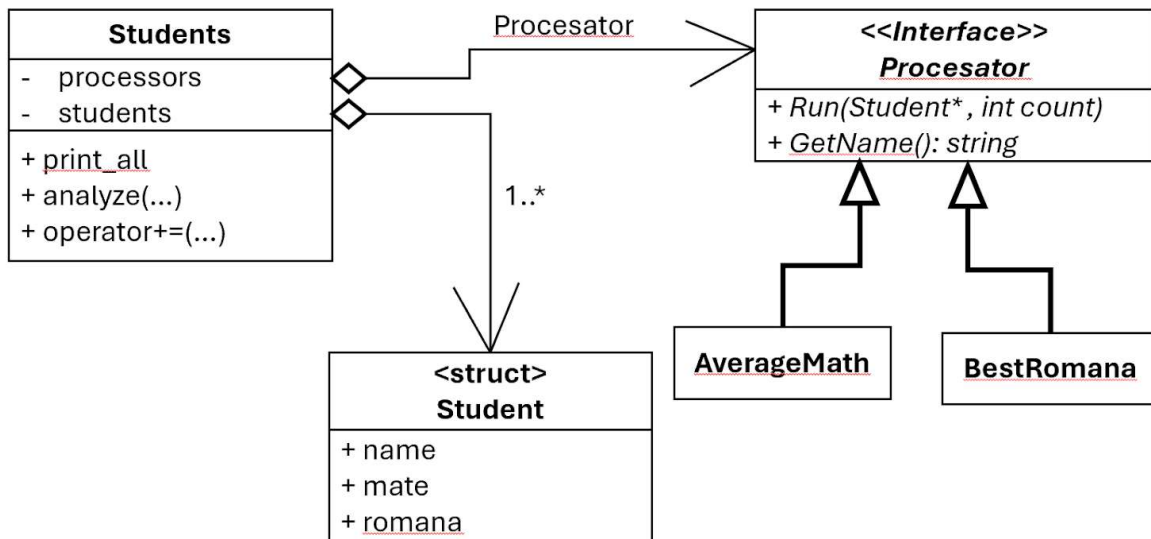 Students
- processors
- students
+ print_all
+ analyze(...)
+ operator+=(...)
Procesator
<<Interface>>
Procesator
+ Run(Student* , int count)
+ GetName(): string
1..*
<struct>
Student
+ name
+ mate
+ romana
AverageMath
BestRomana